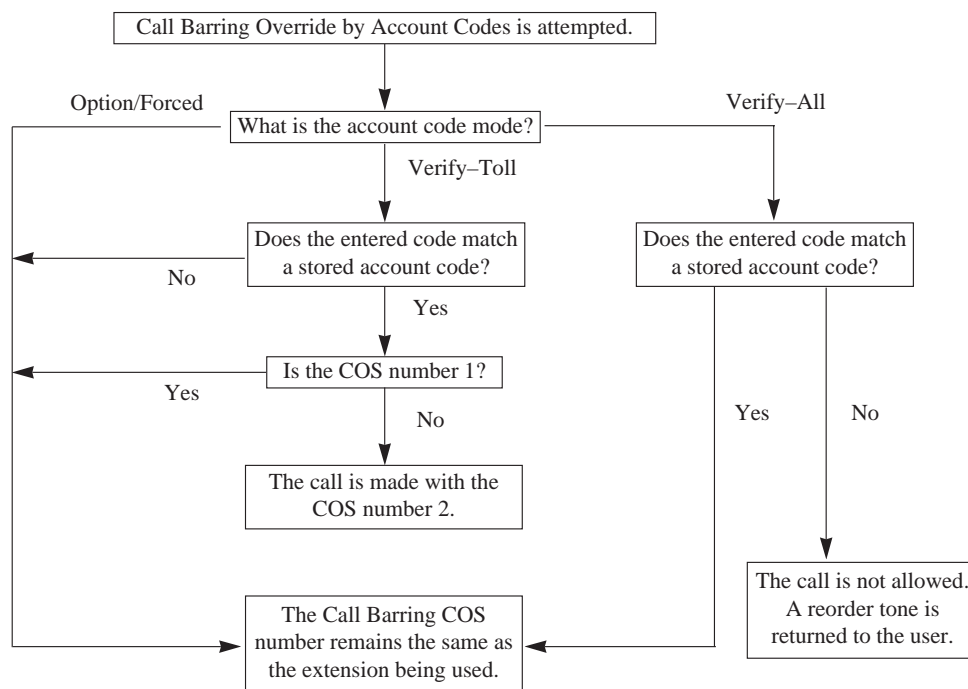 Call Barring Override by Account Codes is attempted.
Option/Forced
Verify–All
What is the account code mode?
Verify–Toll
Does the entered code match
a stored account code?
Does the entered code match
a stored account code?
No
Yes
Is the COS number 1?
Yes
No
Yes
No
The call is made with the
COS number 2.
The call is not allowed.
A reorder tone is
returned to the user.
The Call Barring COS
number remains the same as
the extension being used.